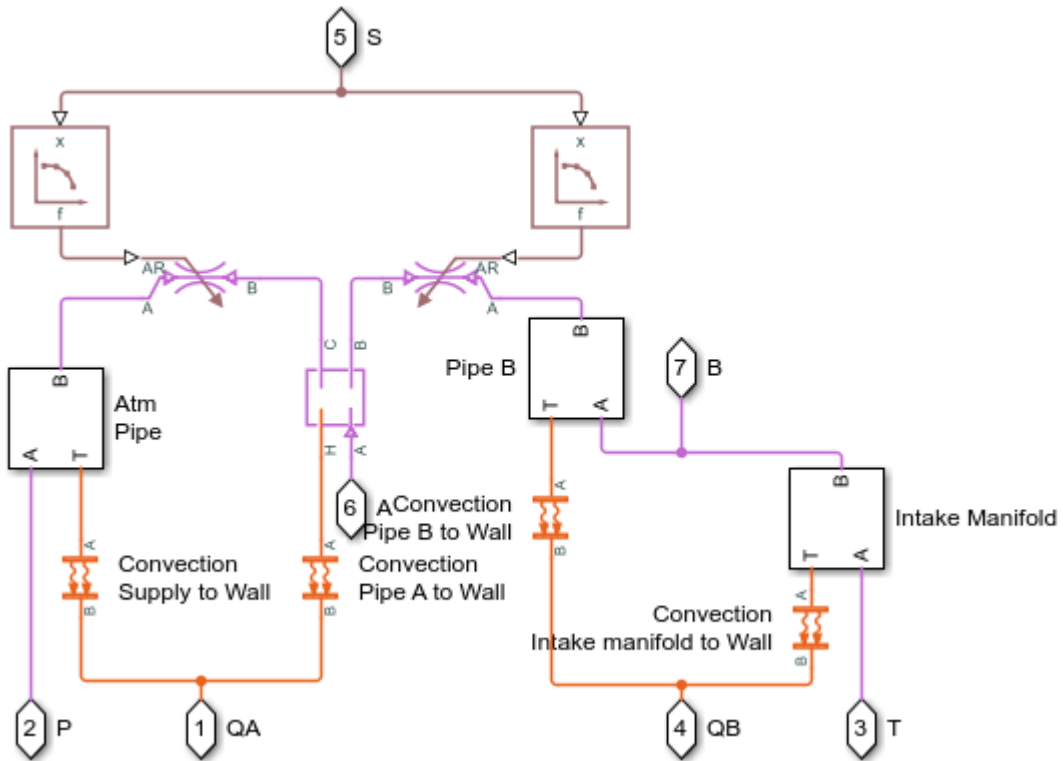 5 S
x
x
f
f
AR
AR
B
B
A
A
C
B
B
Pipe B
7 B
B
Atm
Pipe
T
A
A
T
H
A
B
6 A
A
Convection
Pipe B to Wall
Intake Manifold
B
T
A
A
A
Convection
Supply to Wall
Convection
Pipe A to Wall
A
B
B
Convection
Intake manifold to Wall
B
2 P
1 QA
4 QB
3 T